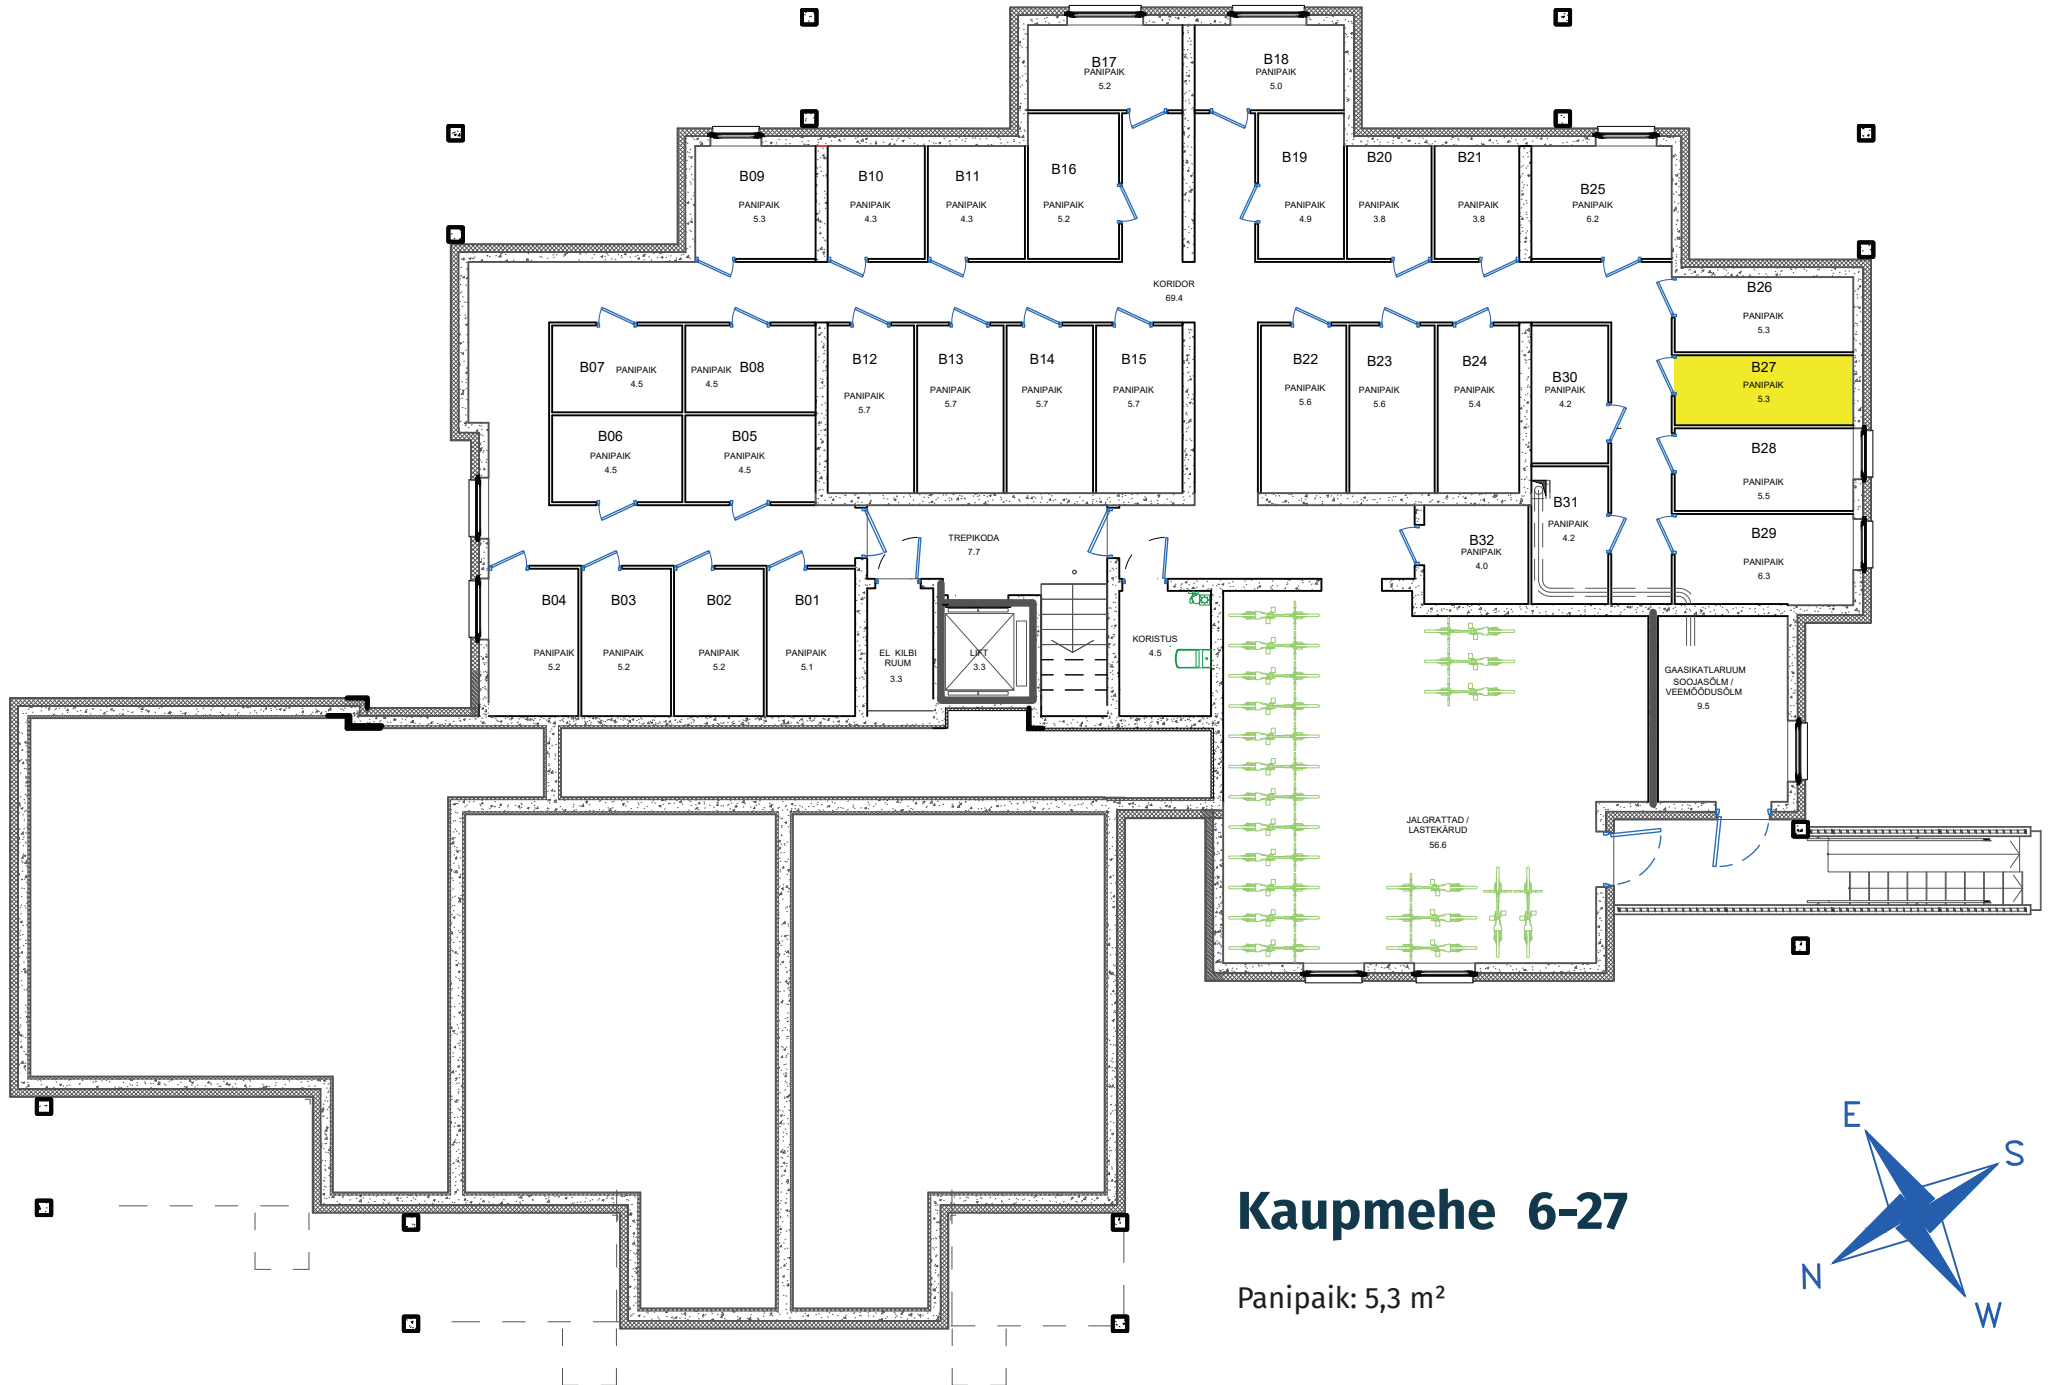 B17
PANIPAIK
5.2
B18
PANIPAIK
5.0
B09
PANIPAIK
5.3
B10
PANIPAIK
4.3
B11
PANIPAIK
4.3
B16
PANIPAIK
5.2
B19
PANIPAIK
4.9
B20
PANIPAIK
3.8
B21
PANIPAIK
3.8
B25
PANIPAIK
6.2
KORIDOR
69.4
B26
PANIPAIK
5.3
B07
PANIPAIK
4.5
PANIPAIK
4.5
B08
B12
PANIPAIK
5.7
B13
PANIPAIK
5.7
B14
PANIPAIK
5.7
B15
PANIPAIK
5.7
B22
PANIPAIK
5.6
B23
PANIPAIK
5.6
B24
PANIPAIK
5.4
B30
PANIPAIK
4.2
B27
PANIPAIK
5.3
B06
PANIPAIK
4.5
B05
PANIPAIK
4.5
B28
PANIPAIK
5.5
B31
PANIPAIK
4.2
B29
PANIPAIK
6.3
TREPIKODA
7.7
B32
PANIPAIK
4.0
B04
PANIPAIK
5.2
B03
PANIPAIK
5.2
B02
PANIPAIK
5.2
B01
PANIPAIK
5.1
EL KILBI
RUUM
3.3
LIFT
3.3
KORISTUS
4.5
GAASIKATLARUUM
SOOJASÕLM /
VEEMÕÕDUSÕLM
9.5
JALGRATTAD /
LASTEKÄRUD
56.6
Kaupmehe 6-27
Panipaik: 5,3 m²
E
S
N
W